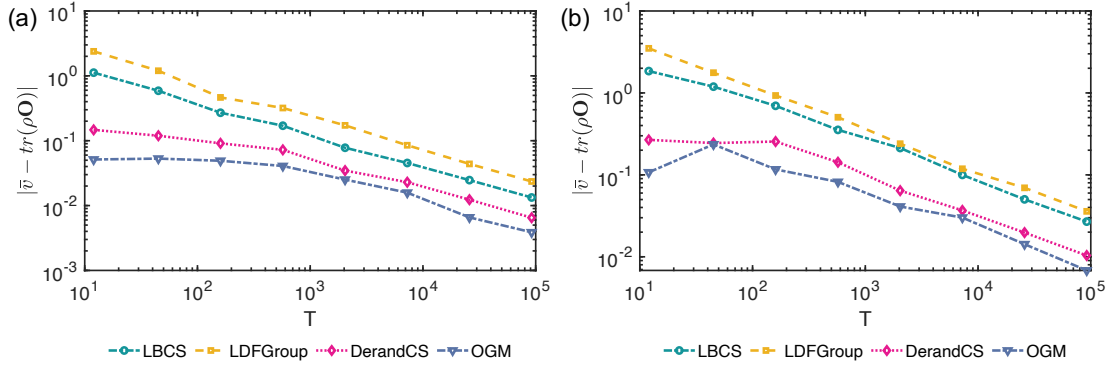 (a)
|v̄ − tr(ρO)|
10^1
10^0
10^-1
10^-2
10^-3
10^1 10^2 10^3 10^4 10^5
T
LBCS LDFGroup DerandCS OGM
(b)
|v̄ − tr(ρO)|
10^1
10^0
10^-1
10^-2
10^1 10^2 10^3 10^4 10^5
T
LBCS LDFGroup DerandCS OGM